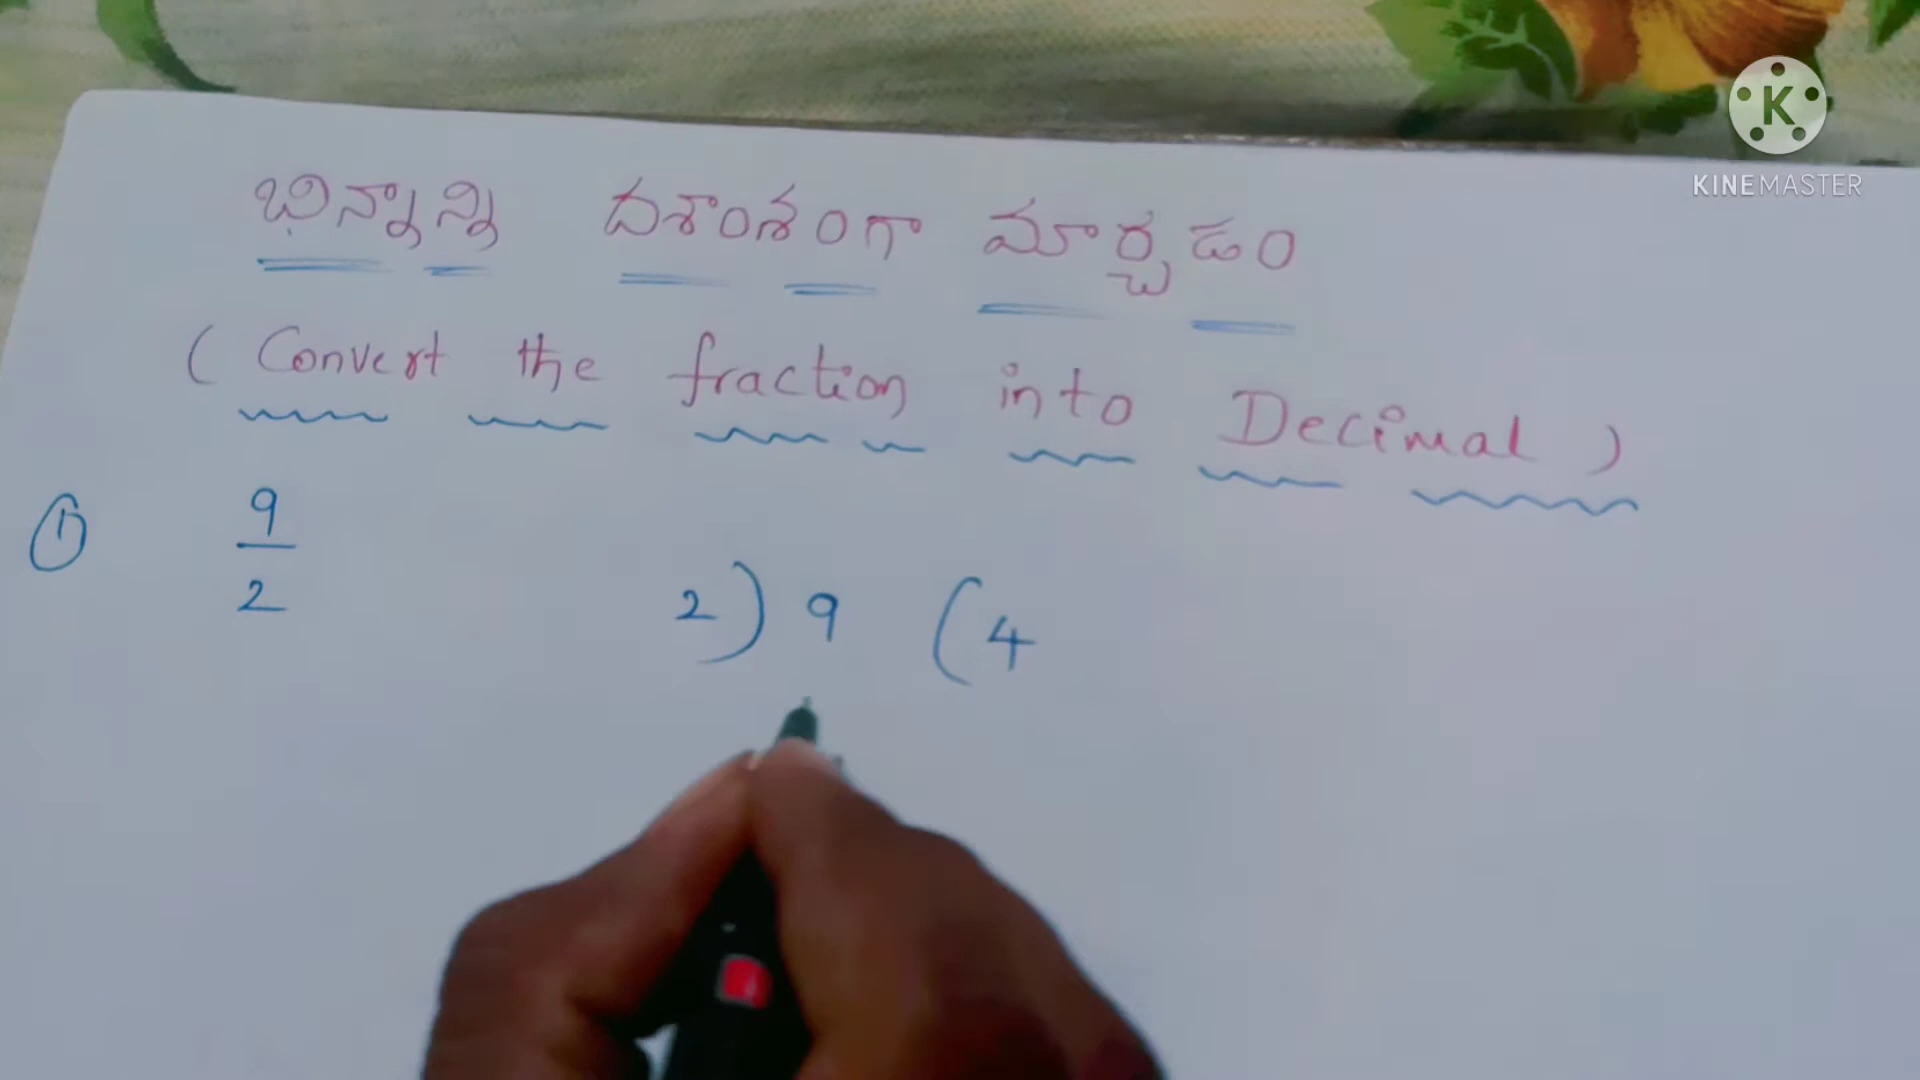 భిన్నాన్ని దశాంశంగా మార్చడం
( Convert the fraction into Decimal )
① 9
2
2 ) 9 ( 4
KINEMASTER